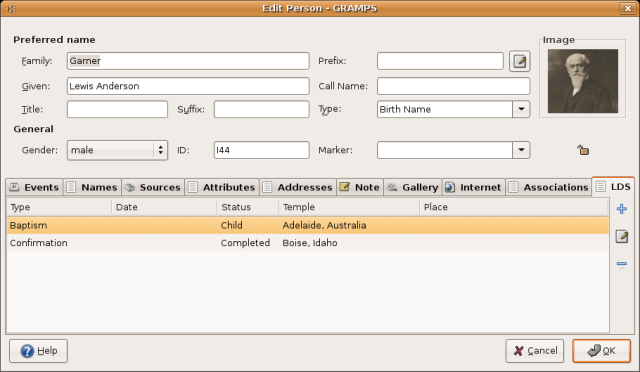 Edit Person - GRAMPS
Preferred name
Image
Family: Garner Prefix:
Given: Lewis Anderson Call Name:
Title: Suffix: Type: Birth Name
General
Gender: male ID: I44 Marker:
Events Names Sources Attributes Addresses Note Gallery Internet Associations LDS
Type Date Status Temple Place
Baptism Child Adelaide, Australia
Confirmation Completed Boise, Idaho
Help Cancel OK